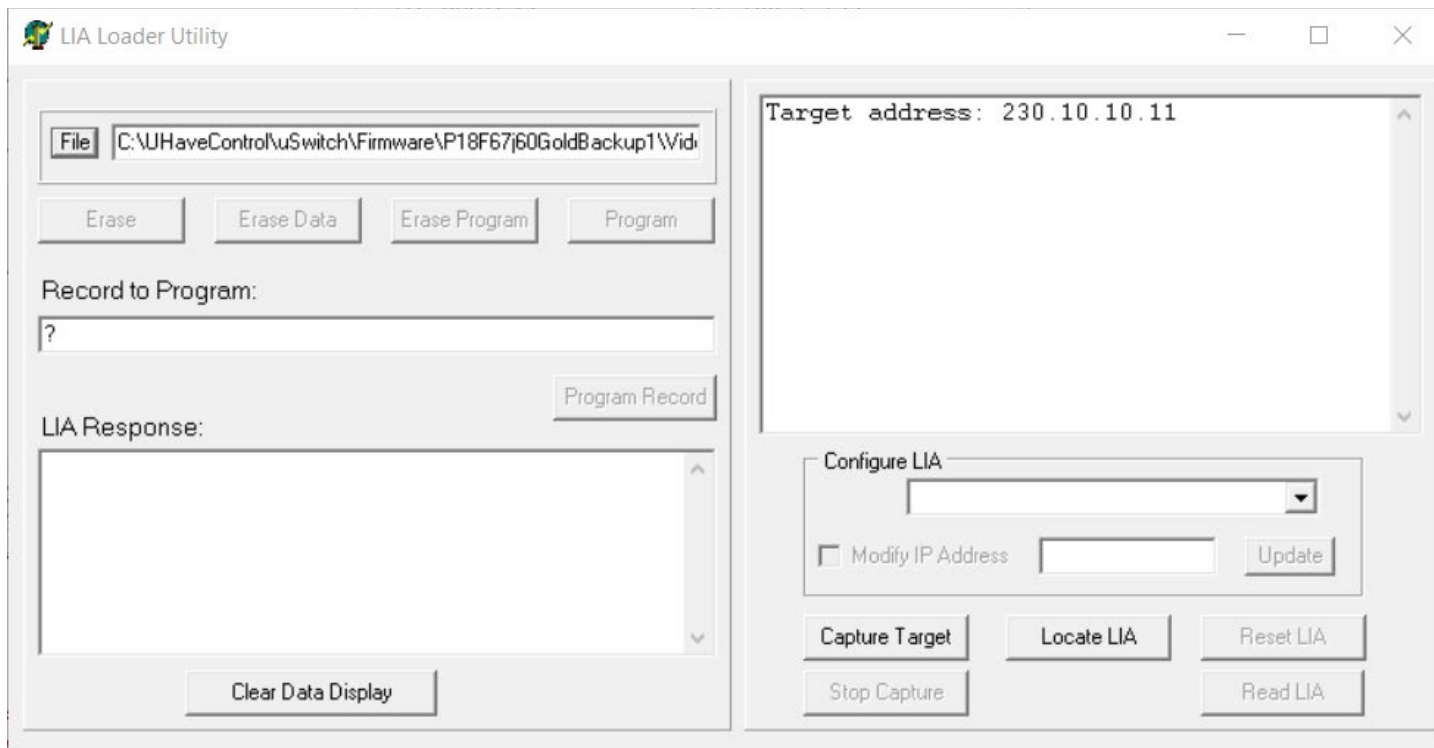 LIA Loader Utility
File C:\UHaveControl\uSwitch\Firmware\P18F67j60GoldBackup1\Vid
Erase Erase Data Erase Program Program
Record to Program:
?
Program Record
LIA Response:
Clear Data Display
Target address: 230.10.10.11
Configure LIA
Modify IP Address Update
Capture Target Locate LIA Reset LIA
Stop Capture Read LIA